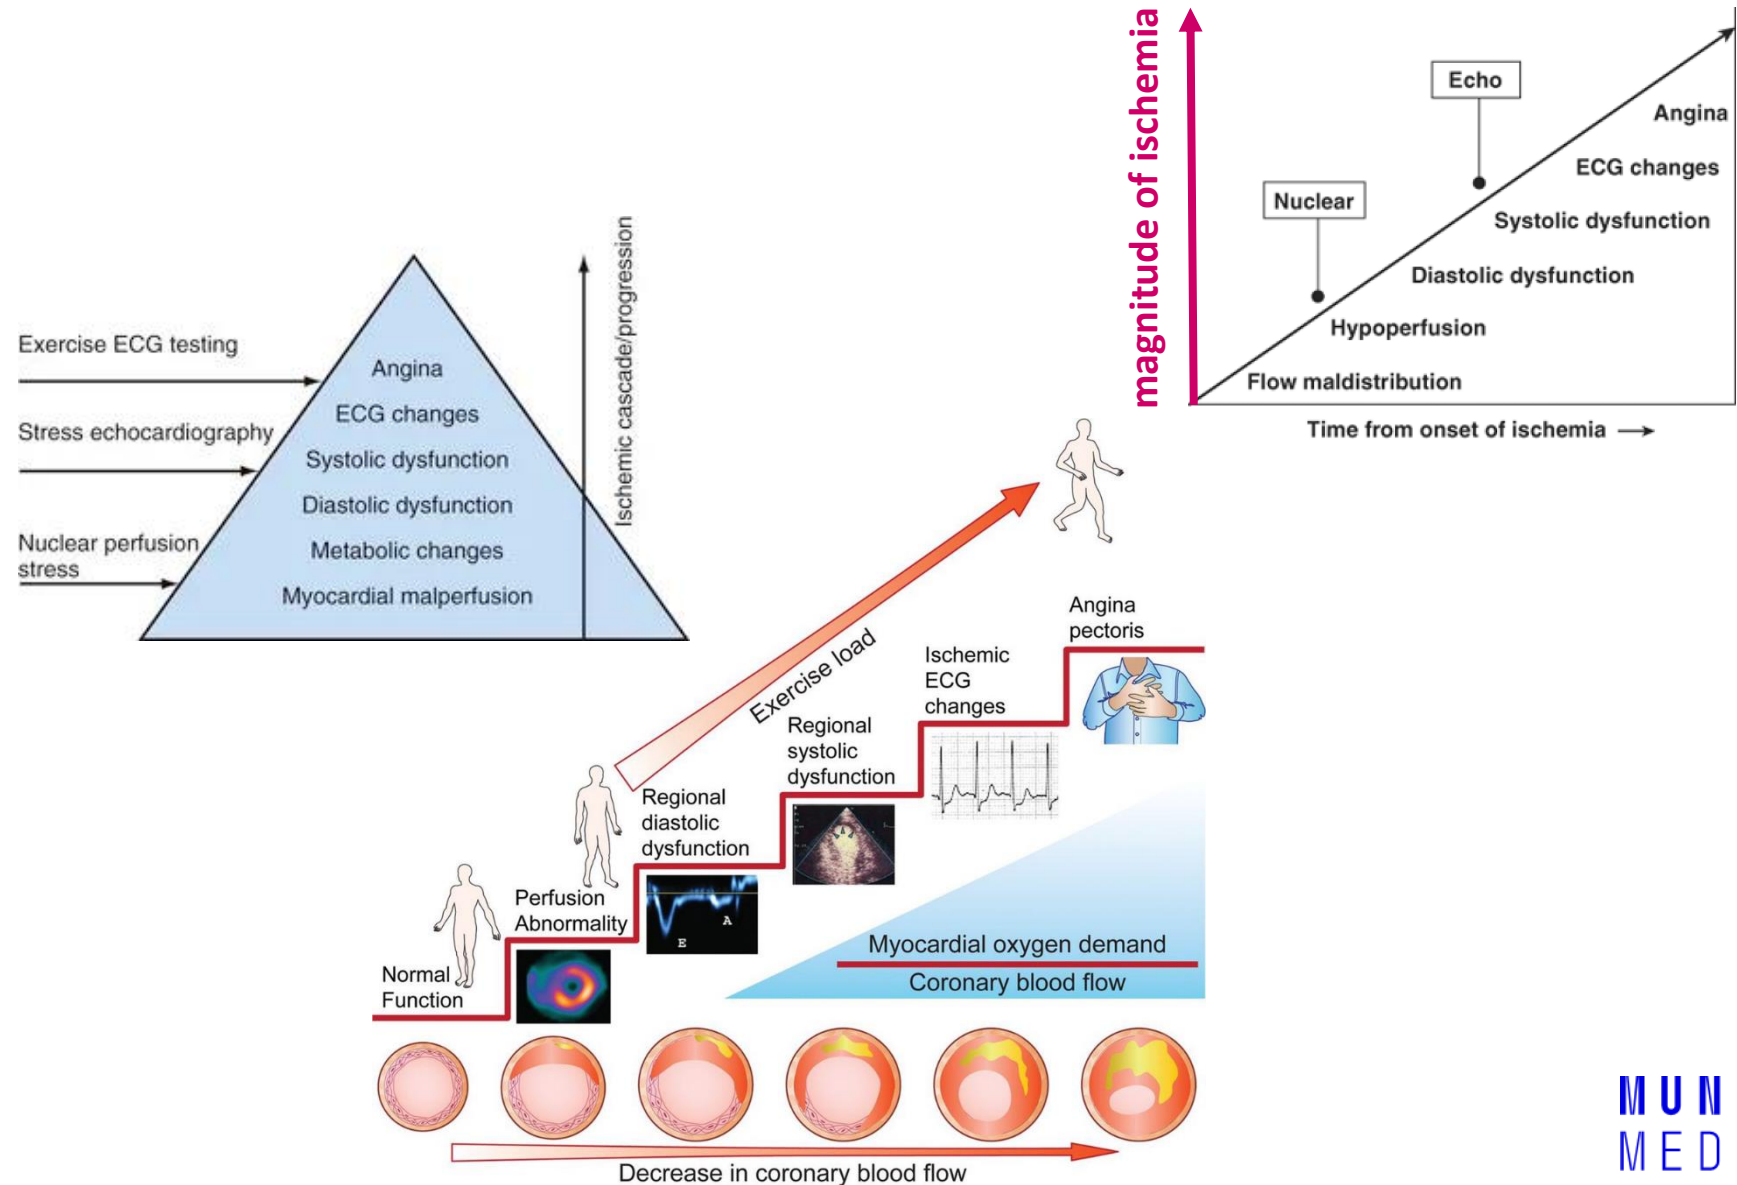 magnitude of ischemia
Echo
Angina
ECG changes
Nuclear
Systolic dysfunction
Diastolic dysfunction
Hypoperfusion
Flow maldistribution
Time from onset of ischemia
Exercise ECG testing
Stress echocardiography
Nuclear perfusion
stress
Angina
ECG changes
Systolic dysfunction
Diastolic dysfunction
Metabolic changes
Myocardial malperfusion
Ischemic cascade/progression
Exercise load
Normal
Function
Perfusion
Abnormality
Regional
diastolic
dysfunction
E
A
Regional
systolic
dysfunction
Ischemic
ECG
changes
Angina
pectoris
Myocardial oxygen demand
Coronary blood flow
Decrease in coronary blood flow
MUN
MED